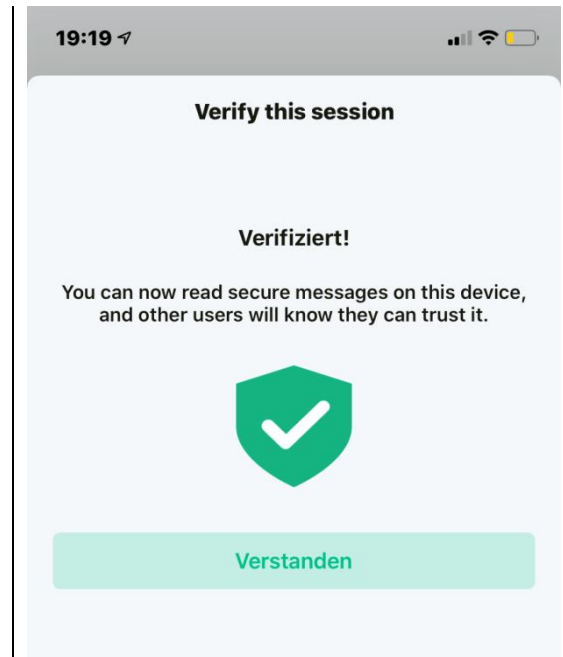 19:19
Verify this session
Verifiziert!
You can now read secure messages on this device,
and other users will know they can trust it.
Verstanden